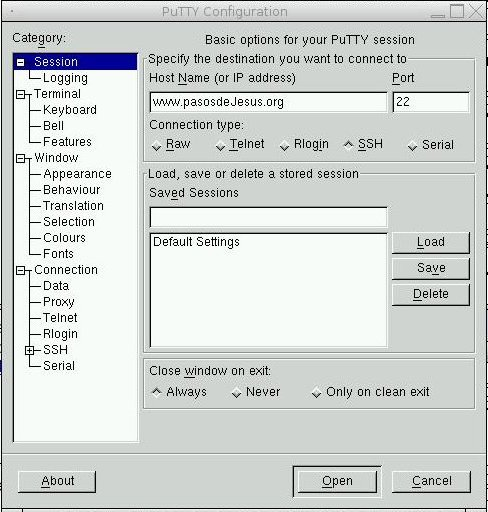 PuTTY Configuration
Category:
Session
Logging
Terminal
Keyboard
Bell
Features
Window
Appearance
Behaviour
Translation
Selection
Colours
Fonts
Connection
Data
Proxy
Telnet
Rlogin
SSH
Serial
Basic options for your PuTTY session
Specify the destination you want to connect to
Host Name (or IP address) Port
www.pasosdeJesus.org 22
Connection type:
Raw Telnet Rlogin SSH Serial
Load, save or delete a stored session
Saved Sessions
Default Settings
Load
Save
Delete
Close window on exit:
Always Never Only on clean exit
About Open Cancel